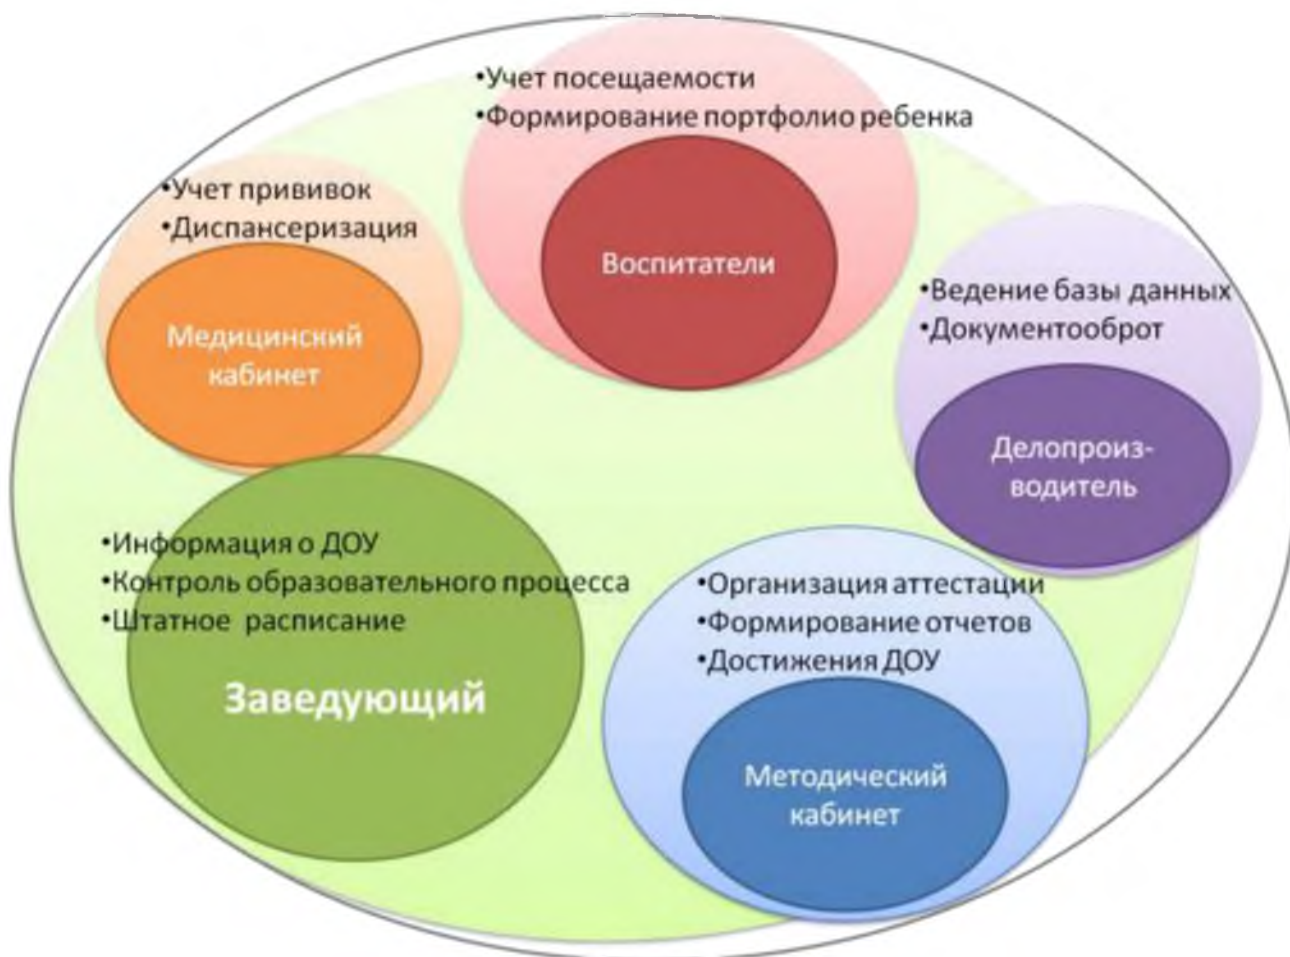 •Учет посещаемости
•Формирование портфолио ребенка
Воспитатели
•Учет прививок
•Диспансеризация
Медицинский
кабинет
•Ведение базы данных
•Документооброт
Делопроиз-
водитель
•Информация о ДОУ
•Контроль образовательного процесса
•Штатное расписание
Заведующий
•Организация аттестации
•Формирование отчетов
•Достижения ДОУ
Методический
кабинет